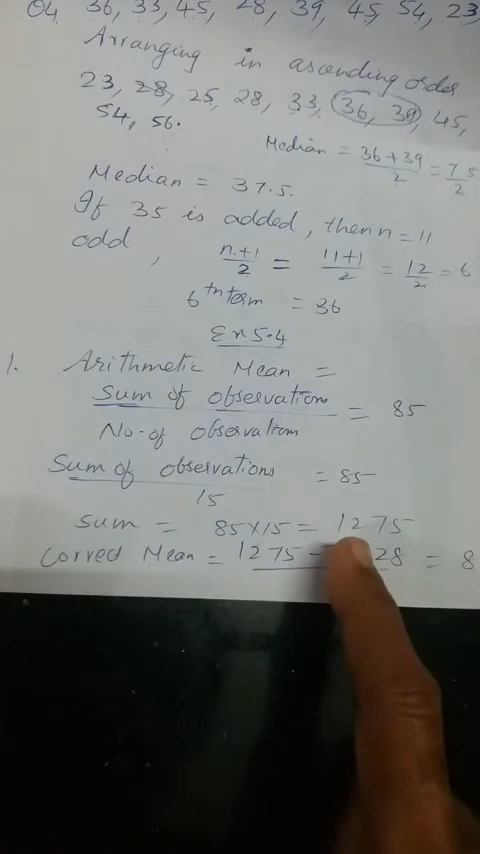 04 36, 33, 45, 28, 39, 45, 54, 23,
Arranging in ascending order.
23, 28, 25, 28, 33, 36, 39, 45,
54, 56.
Median = 36+39/2 = 75/2
Median = 37.5.
If 35 is added, then n = 11
odd, n+1/2 = 11+1/2 = 12/2 = 6
6th term = 36
Ex 5.4
1. Arithmetic Mean =
Sum of observations
No. of observation = 85
Sum of observations = 85
15
Sum = 85×15 = 1275
Correct Mean = 1275 - 28 = 8